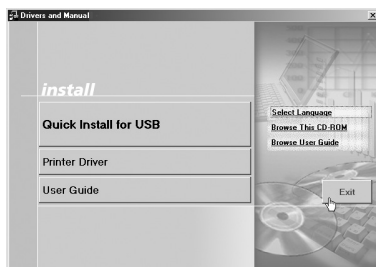 Drivers and Manual
install
Quick Install for USB
Printer Driver
User Guide
Select Language
Browse This CD-ROM
Browse User Guide
Exit